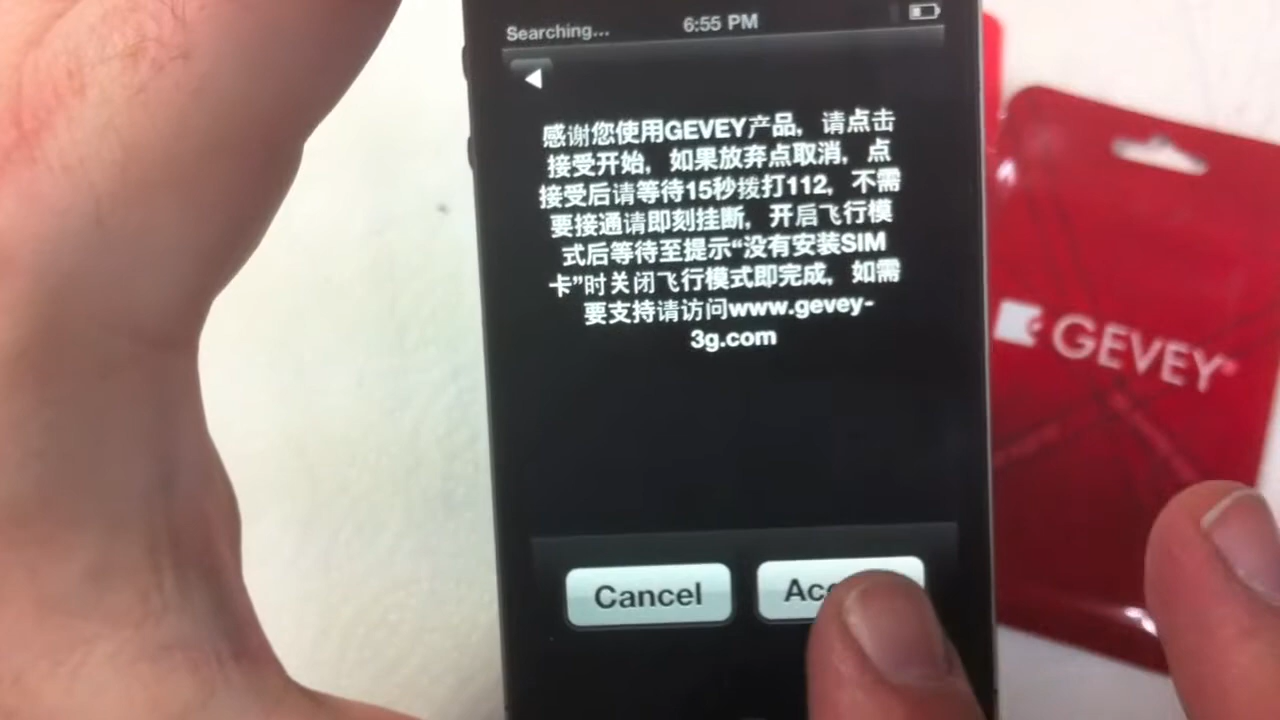 Searching...
6:55 PM
感谢您使用GEVEY产品，请点击
接受开始，如果放弃点取消，点
接受后请等待15秒拨打112，不需
要接通请即刻挂断，开启飞行模
式后等待至提示“没有安装SIM
卡”时关闭飞行模式即完成，如需
要支持请访问www.gevey-
3g.com
Cancel
GEVEY